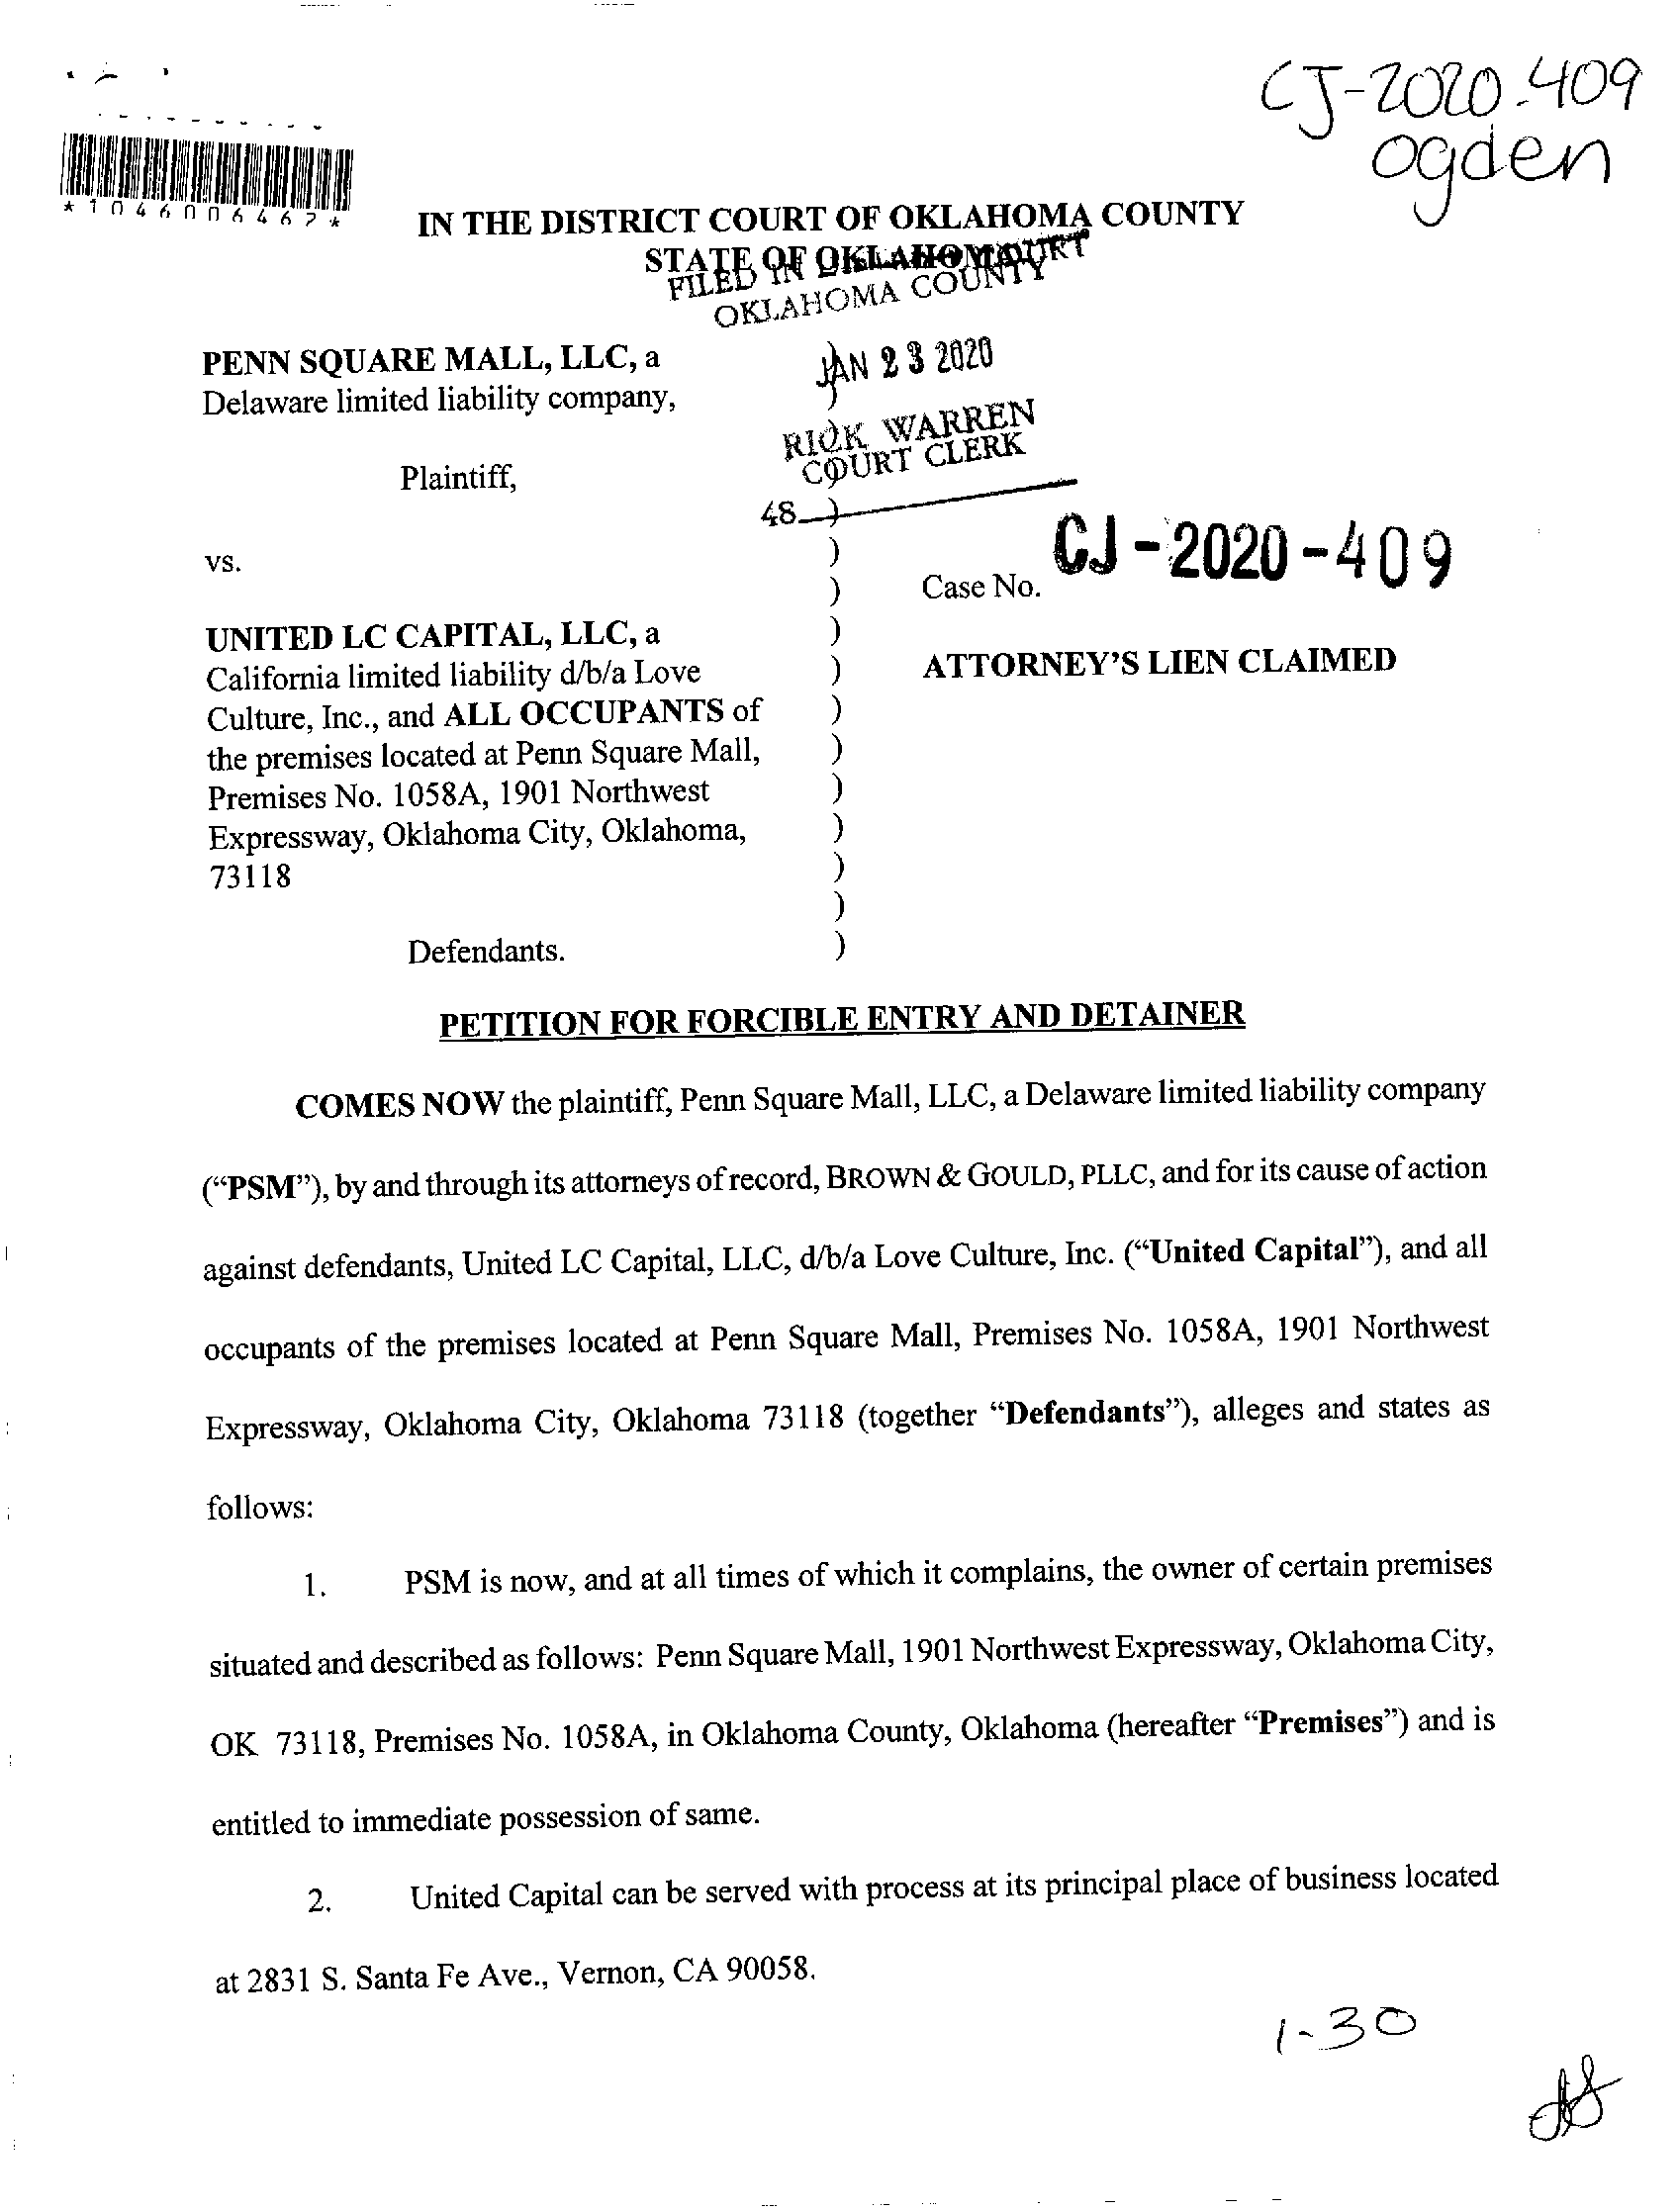 CJ-2020-409
ogden
*1046006467*
IN THE DISTRICT COURT OF OKLAHOMA COUNTY
STATE OF OKLAHOMA
FILED IN COURT
OKLAHOMA COUNTY
PENN SQUARE MALL, LLC, a
Delaware limited liability company,
JAN 23 2020
)
RICK WARREN
COURT CLERK
Plaintiff,
48 )
vs. )
) Case No. CJ-2020-409
UNITED LC CAPITAL, LLC, a )
California limited liability d/b/a Love ) ATTORNEY'S LIEN CLAIMED
Culture, Inc., and ALL OCCUPANTS of )
the premises located at Penn Square Mall, )
Premises No. 1058A, 1901 Northwest )
Expressway, Oklahoma City, Oklahoma, )
73118 )
)
Defendants. )
PETITION FOR FORCIBLE ENTRY AND DETAINER
COMES NOW the plaintiff, Penn Square Mall, LLC, a Delaware limited liability company
("PSM"), by and through its attorneys of record, BROWN & GOULD, PLLC, and for its cause of action
against defendants, United LC Capital, LLC, d/b/a Love Culture, Inc. ("United Capital"), and all
occupants of the premises located at Penn Square Mall, Premises No. 1058A, 1901 Northwest
Expressway, Oklahoma City, Oklahoma 73118 (together "Defendants"), alleges and states as
follows:
1. PSM is now, and at all times of which it complains, the owner of certain premises
situated and described as follows: Penn Square Mall, 1901 Northwest Expressway, Oklahoma City,
OK 73118, Premises No. 1058A, in Oklahoma County, Oklahoma (hereafter "Premises") and is
entitled to immediate possession of same.
2. United Capital can be served with process at its principal place of business located
at 2831 S. Santa Fe Ave., Vernon, CA 90058.
1-30